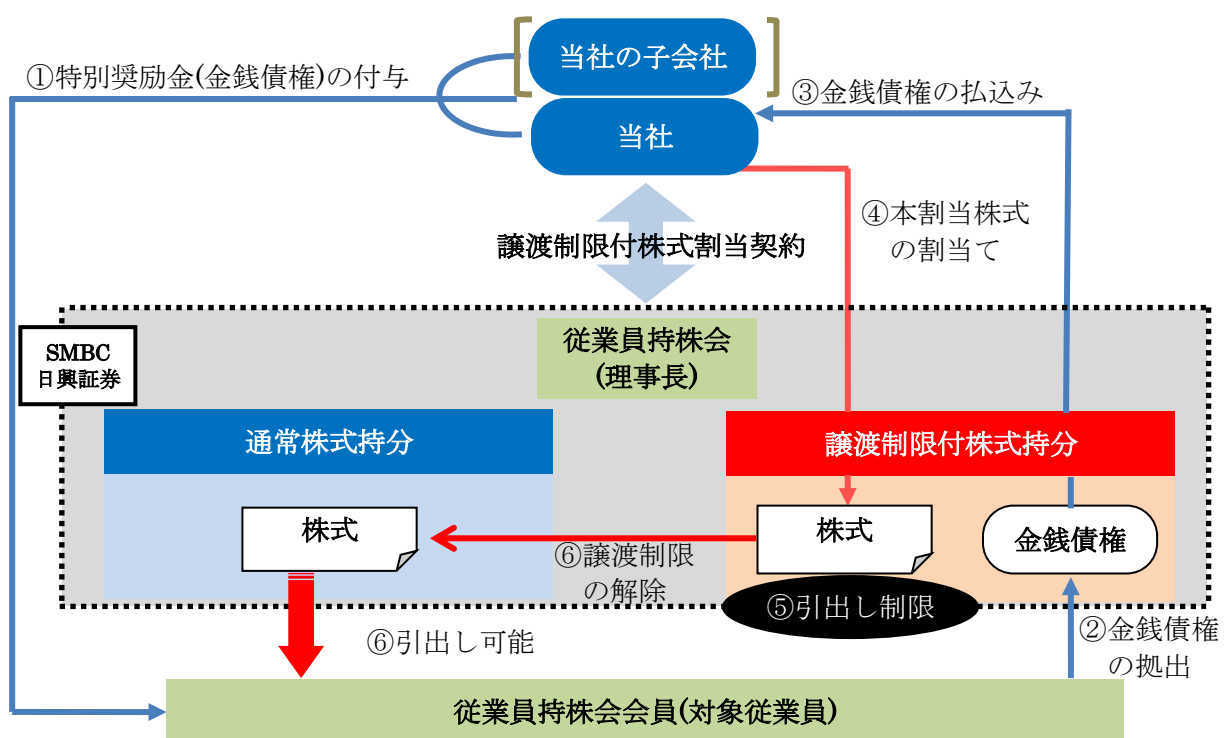 当社の子会社
①特別奨励金(金銭債権)の付与
③金銭債権の払込み
当社
④本割当株式
の割当て
譲渡制限付株式割当契約
SMBC
日興証券
従業員持株会
(理事長)
通常株式持分
譲渡制限付株式持分
株式
株式
金銭債権
⑥譲渡制限
の解除
⑤引出し制限
⑥引出し可能
②金銭債権
の拠出
従業員持株会会員(対象従業員)